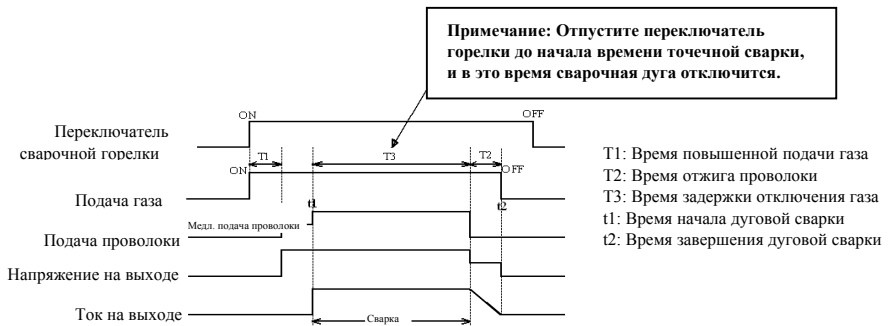 Примечание: Отпустите переключатель
горелки до начала времени точечной сварки,
и в это время сварочная дуга отключится.
ON
OFF
Переключатель
сварочной горелки
T1
T3
T2
ON
OFF
Подача газа
t1
t2
Медл. подача проволоки
Подача проволоки
Напряжение на выходе
Ток на выходе
Сварка
T1: Время повышенной подачи газа
T2: Время отжига проволоки
T3: Время задержки отключения газа
t1: Время начала дуговой сварки
t2: Время завершения дуговой сварки